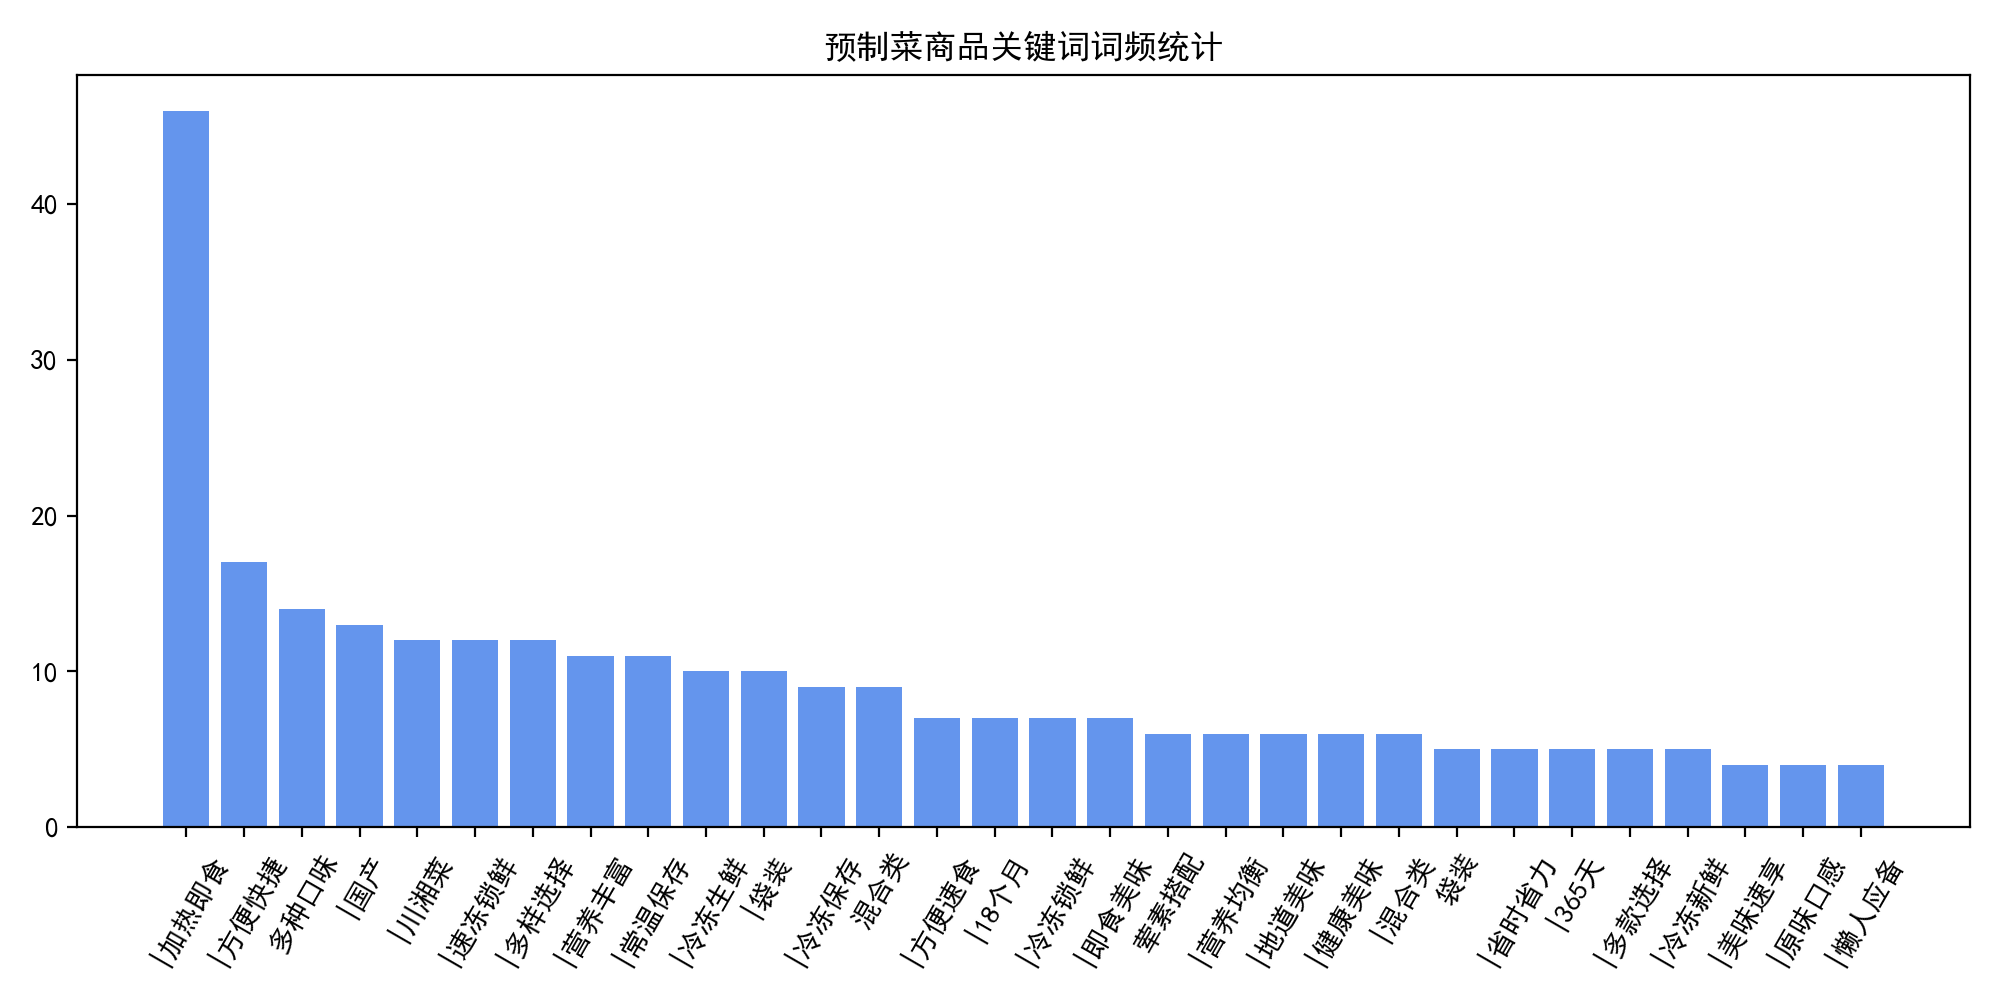 预制菜商品关键词词频统计
40
30
20
10
0
|加热即食
|方便快捷
多种口味
|国产
|川湘菜
|速冻锁鲜
|多样选择
|营养丰富
|常温保存
|冷冻生鲜
|袋装
|冷冻保存
混合类
|方便速食
|18个月
|冷冻锁鲜
|即食美味
荤素搭配
|营养均衡
|地道美味
|健康美味
|混合类
袋装
|省时省力
|365天
|多款选择
|冷冻新鲜
|美味速享
|原味口感
|懒人应备